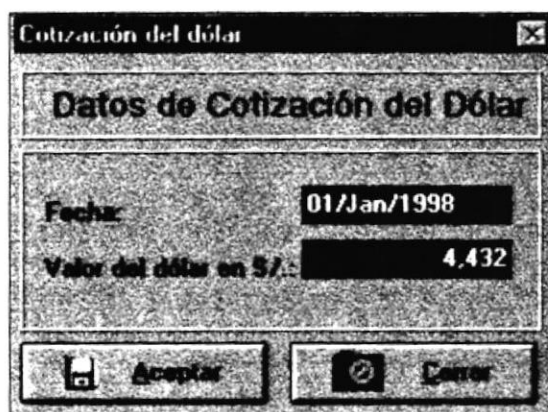 Cotización del dólar
Datos de Cotización del Dólar
Fecha: 01/Jan/1998
Valor del dólar en S/.: 4,432
Aceptar Cerrar